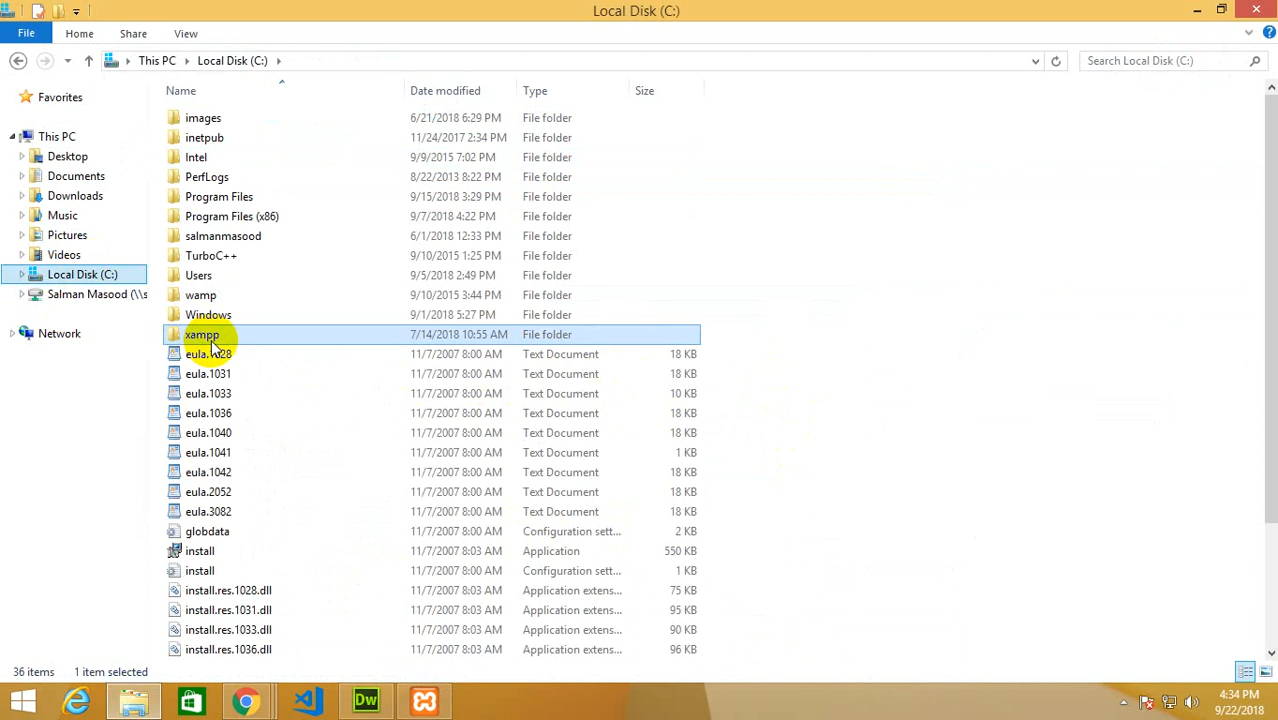 Local Disk (C:)
File Home Share View
This PC Local Disk (C:) Search Local Disk (C:)
Name Date modified Type Size
Favorites
This PC
Desktop
Documents
Downloads
Music
Pictures
Videos
Local Disk (C:)
Salman Masood (\\s
Network
images 6/21/2018 6:29 PM File folder
inetpub 11/24/2017 2:34 PM File folder
Intel 9/9/2015 7:02 PM File folder
PerfLogs 8/22/2013 8:22 PM File folder
Program Files 9/15/2018 3:29 PM File folder
Program Files (x86) 9/7/2018 4:22 PM File folder
salmanmasood 6/1/2018 12:33 PM File folder
TurboC++ 9/10/2015 1:25 PM File folder
Users 9/5/2018 2:49 PM File folder
wamp 9/10/2015 3:44 PM File folder
Windows 9/1/2018 5:27 PM File folder
xampp 7/14/2018 10:55 AM File folder
eula.1028 11/7/2007 8:00 AM Text Document 18 KB
eula.1031 11/7/2007 8:00 AM Text Document 18 KB
eula.1033 11/7/2007 8:00 AM Text Document 10 KB
eula.1036 11/7/2007 8:00 AM Text Document 18 KB
eula.1040 11/7/2007 8:00 AM Text Document 18 KB
eula.1041 11/7/2007 8:00 AM Text Document 1 KB
eula.1042 11/7/2007 8:00 AM Text Document 18 KB
eula.2052 11/7/2007 8:00 AM Text Document 18 KB
eula.3082 11/7/2007 8:00 AM Text Document 18 KB
globdata 11/7/2007 8:00 AM Configuration sett... 2 KB
install 11/7/2007 8:03 AM Application 550 KB
install 11/7/2007 8:00 AM Configuration sett... 1 KB
install.res.1028.dll 11/7/2007 8:03 AM Application extens... 75 KB
install.res.1031.dll 11/7/2007 8:03 AM Application extens... 95 KB
install.res.1033.dll 11/7/2007 8:03 AM Application extens... 90 KB
install.res.1036.dll 11/7/2007 8:03 AM Application extens... 96 KB
36 items 1 item selected
Dw
4:34 PM
9/22/2018